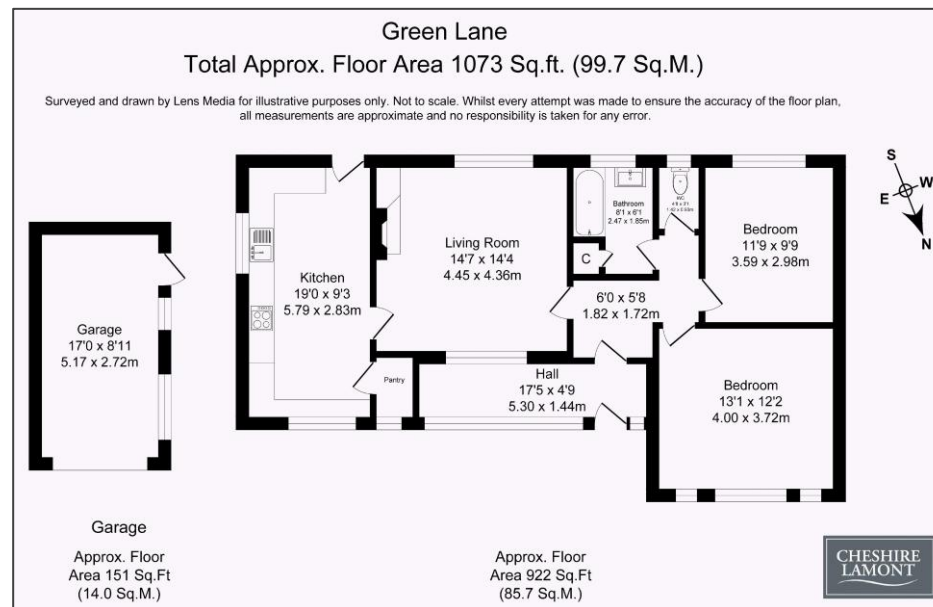 Green Lane
Total Approx. Floor Area 1073 Sq.ft. (99.7 Sq.M.)
Surveyed and drawn by Lens Media for illustrative purposes only. Not to scale. Whilst every attempt was made to ensure the accuracy of the floor plan,
all measurements are approximate and no responsibility is taken for any error.
S
W
E
N
Kitchen
19'0 x 9'3
5.79 x 2.83m
Living Room
14'7 x 14'4
4.45 x 4.36m
Bathroom
8'1 x 6'1
2.47 x 1.85m
C
WC
Bedroom
11'9 x 9'9
3.59 x 2.98m
6'0 x 5'8
1.82 x 1.72m
Garage
17'0 x 8'11
5.17 x 2.72m
Pantry
Hall
17'5 x 4'9
5.30 x 1.44m
Bedroom
13'1 x 12'2
4.00 x 3.72m
Garage
Approx. Floor
Area 151 Sq.Ft
(14.0 Sq.M.)
Approx. Floor
Area 922 Sq.Ft
(85.7 Sq.M.)
CHESHIRE
LAMONT